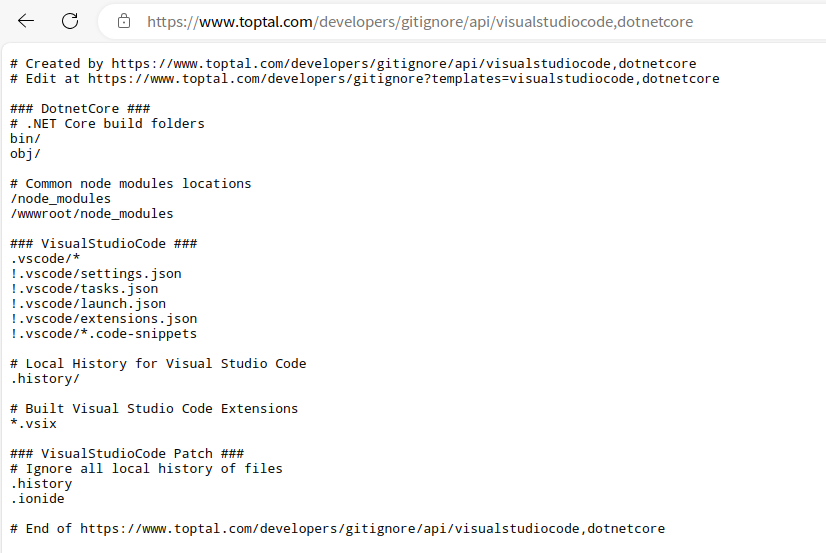 https://www.toptal.com/developers/gitignore/api/visualstudiocode,dotnetcore
# Created by https://www.toptal.com/developers/gitignore/api/visualstudiocode,dotnetcore
# Edit at https://www.toptal.com/developers/gitignore?templates=visualstudiocode,dotnetcore
### DotnetCore ###
# .NET Core build folders
bin/
obj/
# Common node modules locations
/node_modules
/wwwroot/node_modules
### VisualStudioCode ###
.vscode/*
!.vscode/settings.json
!.vscode/tasks.json
!.vscode/launch.json
!.vscode/extensions.json
!.vscode/*.code-snippets
# Local History for Visual Studio Code
.history/
# Built Visual Studio Code Extensions
*.vsix
### VisualStudioCode Patch ###
# Ignore all local history of files
.history
.ionide
# End of https://www.toptal.com/developers/gitignore/api/visualstudiocode,dotnetcore